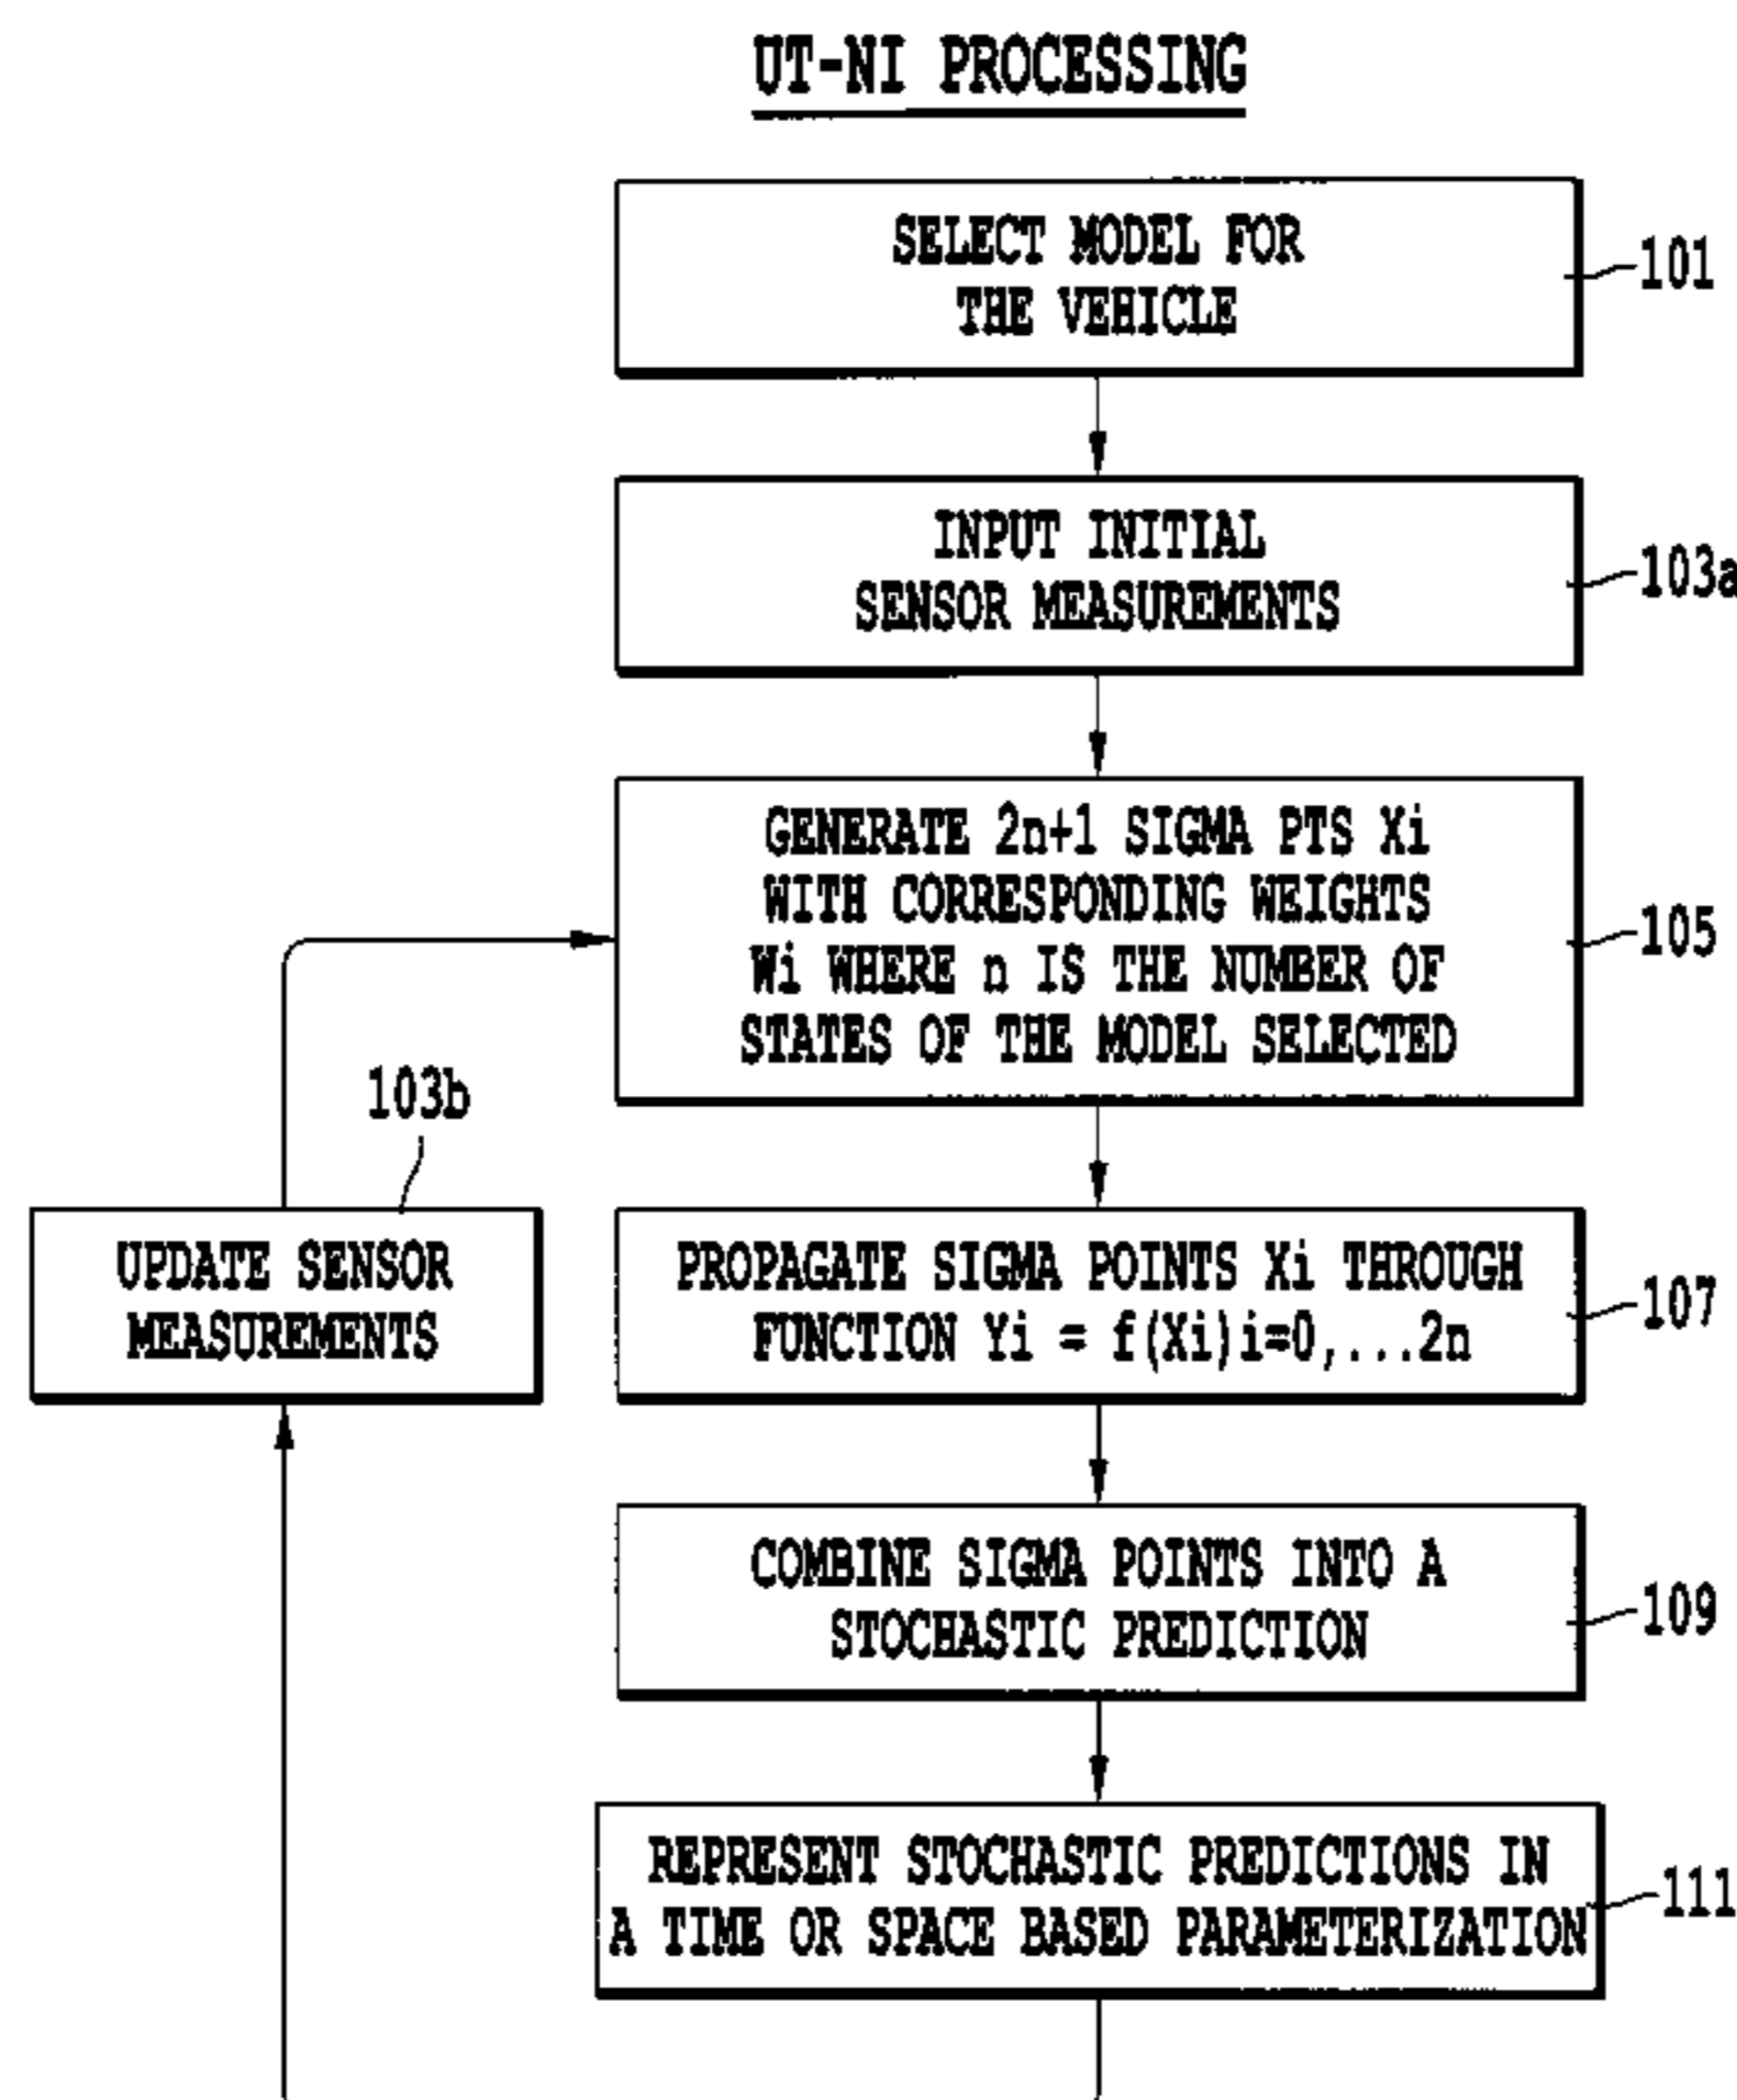 UT-NI PROCESSING
SELECT MODEL FOR
THE VEHICLE
101
INPUT INITIAL
SENSOR MEASUREMENTS
103a
GENERATE 2n+1 SIGMA PTS Xi
WITH CORRESPONDING WEIGHTS
Wi WHERE n IS THE NUMBER OF
STATES OF THE MODEL SELECTED
105
103b
UPDATE SENSOR
MEASUREMENTS
PROPAGATE SIGMA POINTS Xi THROUGH
FUNCTION Yi = f(Xi)i=0,...2n
107
COMBINE SIGMA POINTS INTO A
STOCHASTIC PREDICTION
109
REPRESENT STOCHASTIC PREDICTIONS IN
A TIME OR SPACE BASED PARAMETERIZATION
111